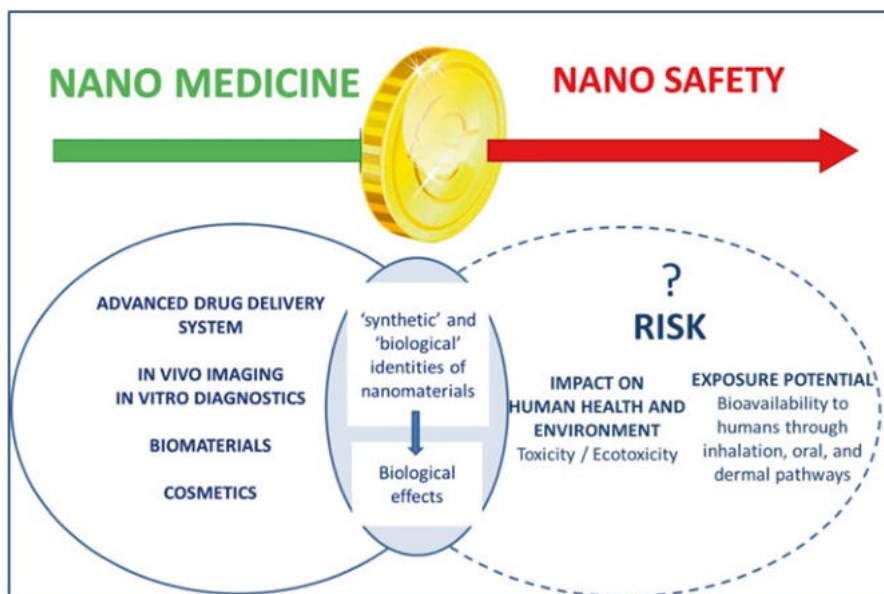 NANO MEDICINE
NANO SAFETY
ADVANCED DRUG DELIVERY
SYSTEM
IN VIVO IMAGING
IN VITRO DIAGNOSTICS
BIOMATERIALS
COSMETICS
‘synthetic’ and
‘biological’
identities of
nanomaterials
Biological
effects
?
RISK
IMPACT ON
HUMAN HEALTH AND
ENVIRONMENT
Toxicity / Ecotoxicity
EXPOSURE POTENTIAL
Bioavailability to
humans through
inhalation, oral, and
dermal pathways